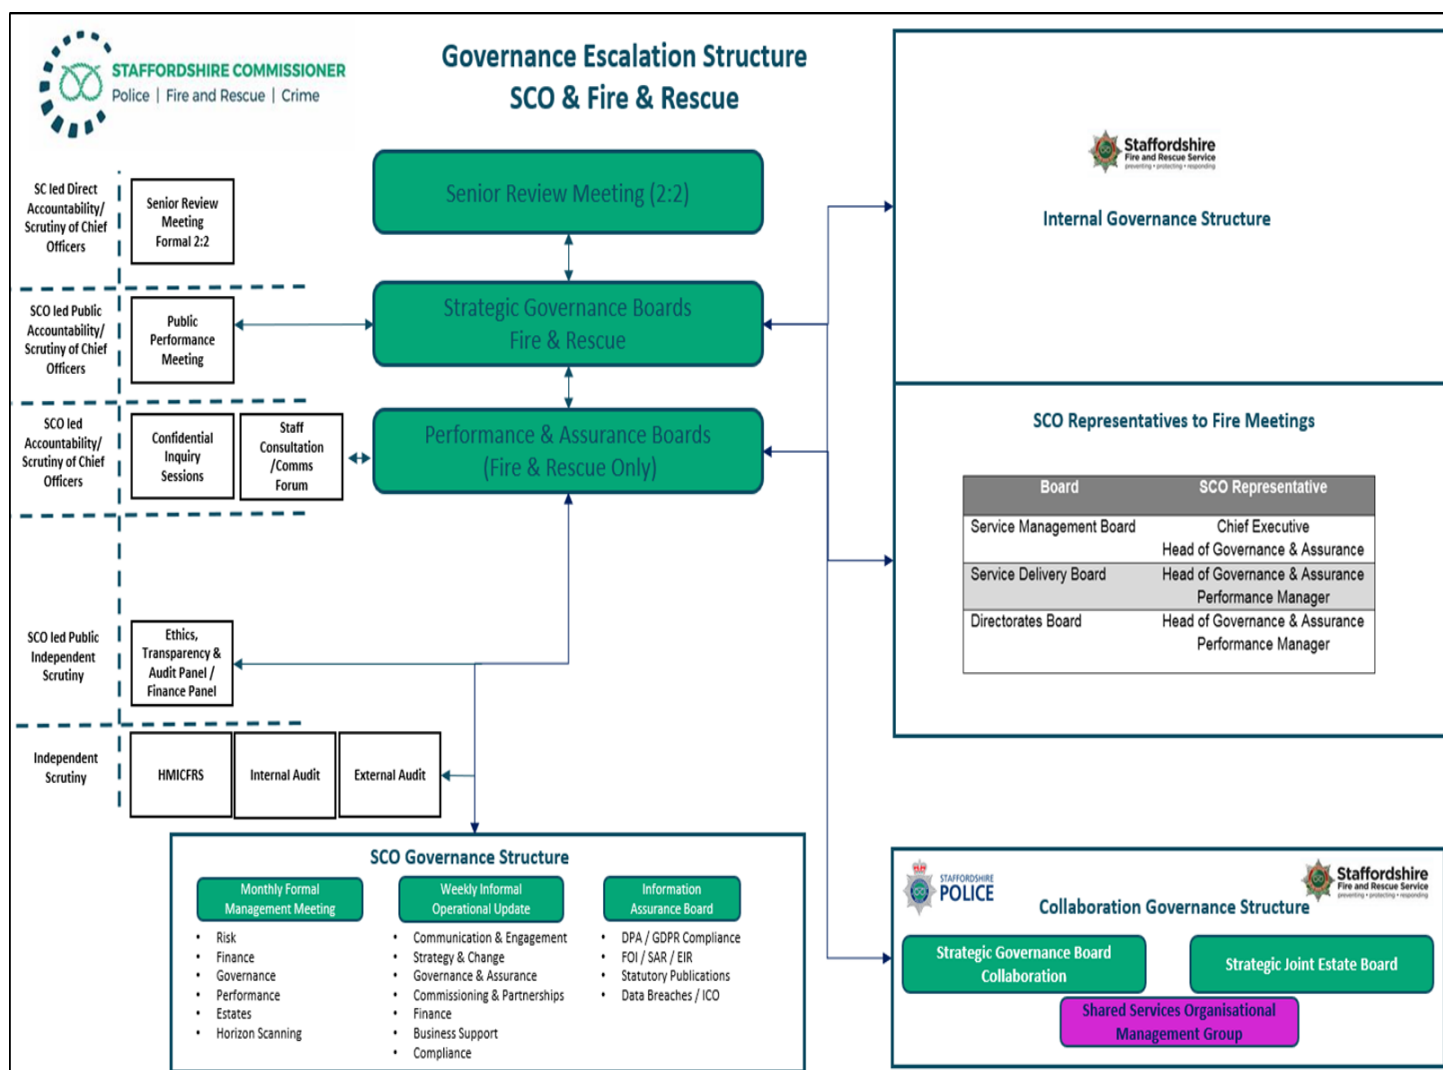 STAFFORDSHIRE COMMISSIONER
Police | Fire and Rescue | Crime
Governance Escalation Structure
SCO & Fire & Rescue
SC led Direct
Accountability/
Scrutiny of Chief
Officers
Senior Review
Meeting
Formal 2:2
Senior Review Meeting (2:2)
SCO led Public
Accountability/
Scrutiny of Chief
Officers
Public
Performance
Meeting
Strategic Governance Boards
Fire & Rescue
SCO led
Accountability/
Scrutiny of Chief
Officers
Confidential
Inquiry
Sessions
Staff
Consultation
/Comms
Forum
Performance & Assurance Boards
(Fire & Rescue Only)
SCO led Public
Independent
Scrutiny
Ethics,
Transparency &
Audit Panel /
Finance Panel
Independent
Scrutiny
HMICFRS
Internal Audit
External Audit
Staffordshire
Fire and Rescue Service
preventing • protecting • responding
Internal Governance Structure
SCO Representatives to Fire Meetings
Board SCO Representative
Service Management Board Chief Executive
Head of Governance & Assurance
Service Delivery Board Head of Governance & Assurance
Performance Manager
Directorates Board Head of Governance & Assurance
Performance Manager
SCO Governance Structure
Monthly Formal
Management Meeting
• Risk
• Finance
• Governance
• Performance
• Estates
• Horizon Scanning
Weekly Informal
Operational Update
• Communication & Engagement
• Strategy & Change
• Governance & Assurance
• Commissioning & Partnerships
• Finance
• Business Support
• Compliance
Information
Assurance Board
• DPA / GDPR Compliance
• FOI / SAR / EIR
• Statutory Publications
• Data Breaches / ICO
STAFFORDSHIRE
POLICE
Staffordshire
Fire and Rescue Service
preventing • protecting • responding
Collaboration Governance Structure
Strategic Governance Board
Collaboration
Strategic Joint Estate Board
Shared Services Organisational
Management Group